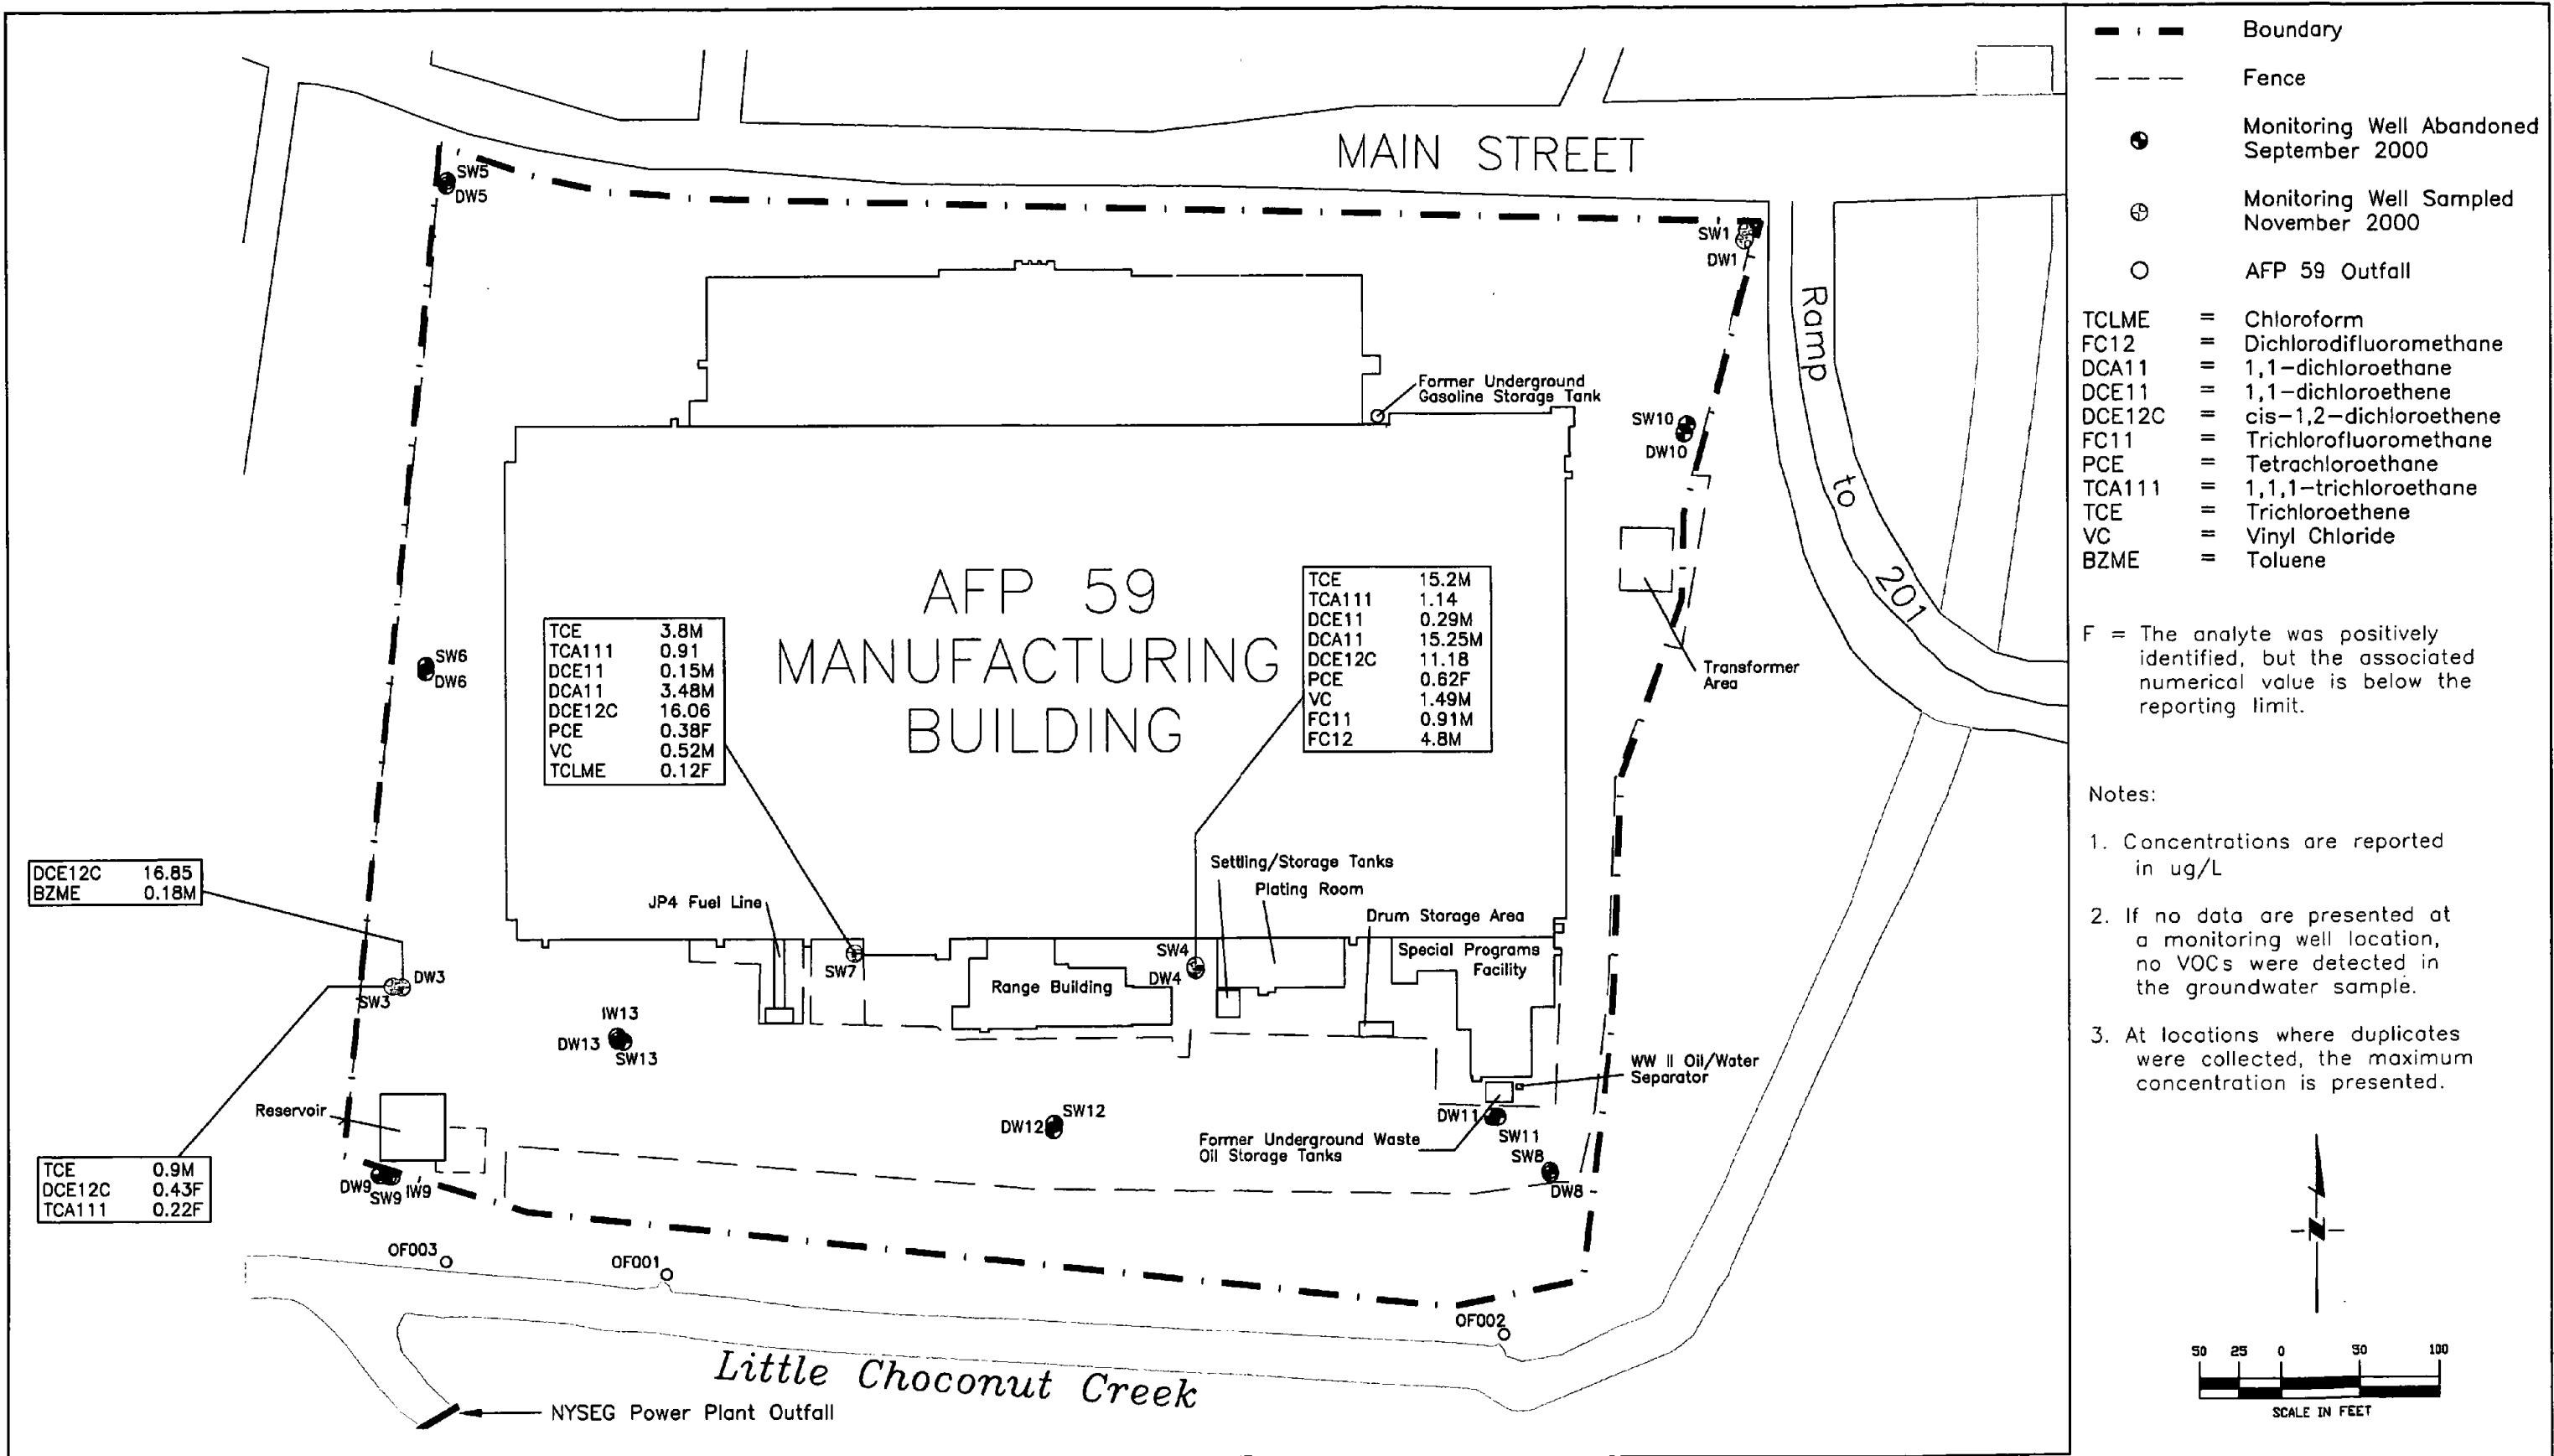 MAIN STREET
SW5
DW5
SW1
DW1
Ramp
to
201
Former Underground
Gasoline Storage Tank
SW10
DW10
AFP 59
MANUFACTURING
BUILDING
TCE 15.2M
TCA111 1.14
DCE11 0.29M
DCA11 15.25M
DCE12C 11.18
PCE 0.62F
VC 1.49M
FC11 0.91M
FC12 4.8M
TCE 3.8M
TCA111 0.91
DCE11 0.15M
DCA11 3.48M
DCE12C 16.06
PCE 0.38F
VC 0.52M
TCLME 0.12F
SW6
DW6
Transformer
Area
DCE12C 16.85
BZME 0.18M
JP4 Fuel Line
Settling/Storage Tanks
Plating Room
Drum Storage Area
Special Programs
Facility
SW4
DW4
SW7
Range Building
DW3
SW3
IW13
DW13
SW13
WW II Oil/Water
Separator
Reservoir
SW12
DW12
DW11
SW11
Former Underground Waste
Oil Storage Tanks
SW8
DW8
TCE 0.9M
DCE12C 0.43F
TCA111 0.22F
DW9
SW9
IW9
OF003
OF001
OF002
Little Choconut Creek
NYSEG Power Plant Outfall
Boundary
Fence
Monitoring Well Abandoned
September 2000
Monitoring Well Sampled
November 2000
AFP 59 Outfall
TCLME = Chloroform
FC12 = Dichlorodifluoromethane
DCA11 = 1,1-dichloroethane
DCE11 = 1,1-dichloroethene
DCE12C = cis-1,2-dichloroethene
FC11 = Trichlorofluoromethane
PCE = Tetrachloroethane
TCA111 = 1,1,1-trichloroethane
TCE = Trichloroethene
VC = Vinyl Chloride
BZME = Toluene
F = The analyte was positively
identified, but the associated
numerical value is below the
reporting limit.
Notes:
1. Concentrations are reported
in ug/L
2. If no data are presented at
a monitoring well location,
no VOCs were detected in
the groundwater sample.
3. At locations where duplicates
were collected, the maximum
concentration is presented.
N
50 25 0 50 100
SCALE IN FEET